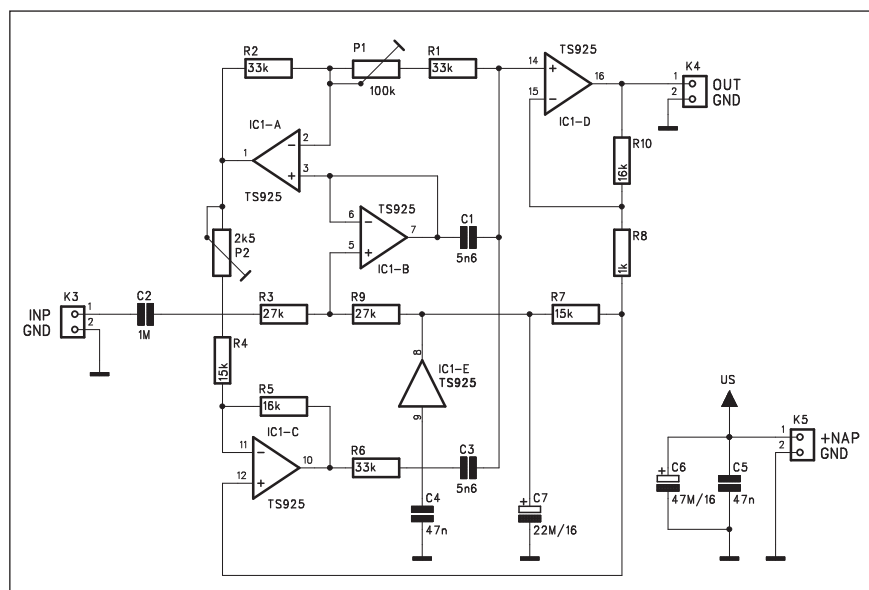 R2
33k
P1
100k
R1
33k
TS925
14
15
16
IC1-D
K4
1
2
OUT
GND
IC1-A
2
3
1
TS925
R10
16k
TS925
6
5
7
IC1-B
C1
5n6
R8
1k
2k5
P2
K3
INP
GND
1
2
C2
1M
R3
27k
R9
27k
R7
15k
R4
15k
8
IC1-E
TS925
9
R5
16k
IC1-C
11
12
10
TS925
R6
33k
C3
5n6
C4
47n
+
C7
22M/16
US
K5
1
2
+NAP
GND
+
C6
47M/16
C5
47n